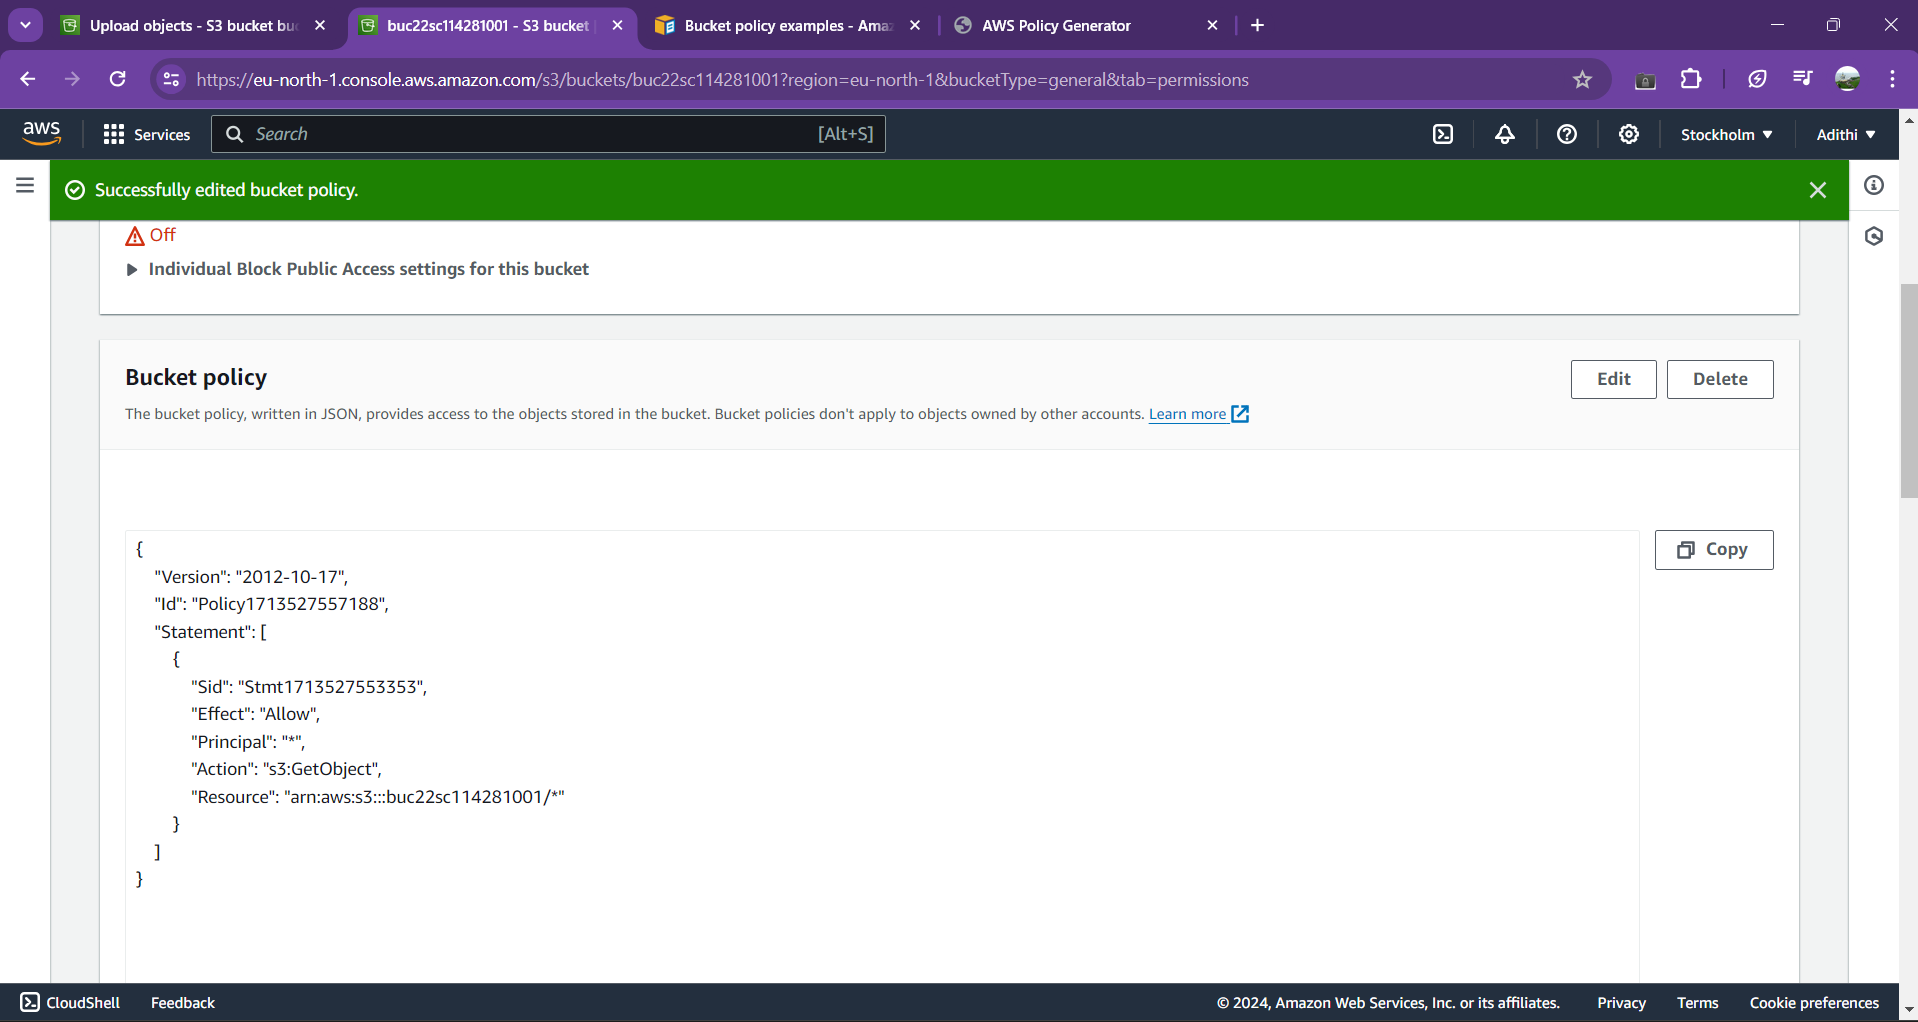 Upload objects - S3 bucket bu
buc22sc114281001 - S3 bucket
Bucket policy examples - Ama
AWS Policy Generator
https://eu-north-1.console.aws.amazon.com/s3/buckets/buc22sc114281001?region=eu-north-1&bucketType=general&tab=permissions
aws
Services
Search
[Alt+S]
Stockholm
Adithi
Successfully edited bucket policy.
Off
Individual Block Public Access settings for this bucket
Bucket policy
Edit
Delete
The bucket policy, written in JSON, provides access to the objects stored in the bucket. Bucket policies don't apply to objects owned by other accounts. Learn more
Copy
{
"Version": "2012-10-17",
"Id": "Policy1713527557188",
"Statement": [
{
"Sid": "Stmt1713527553353",
"Effect": "Allow",
"Principal": "*",
"Action": "s3:GetObject",
"Resource": "arn:aws:s3:::buc22sc114281001/*"
}
]
}
CloudShell
Feedback
© 2024, Amazon Web Services, Inc. or its affiliates.
Privacy
Terms
Cookie preferences